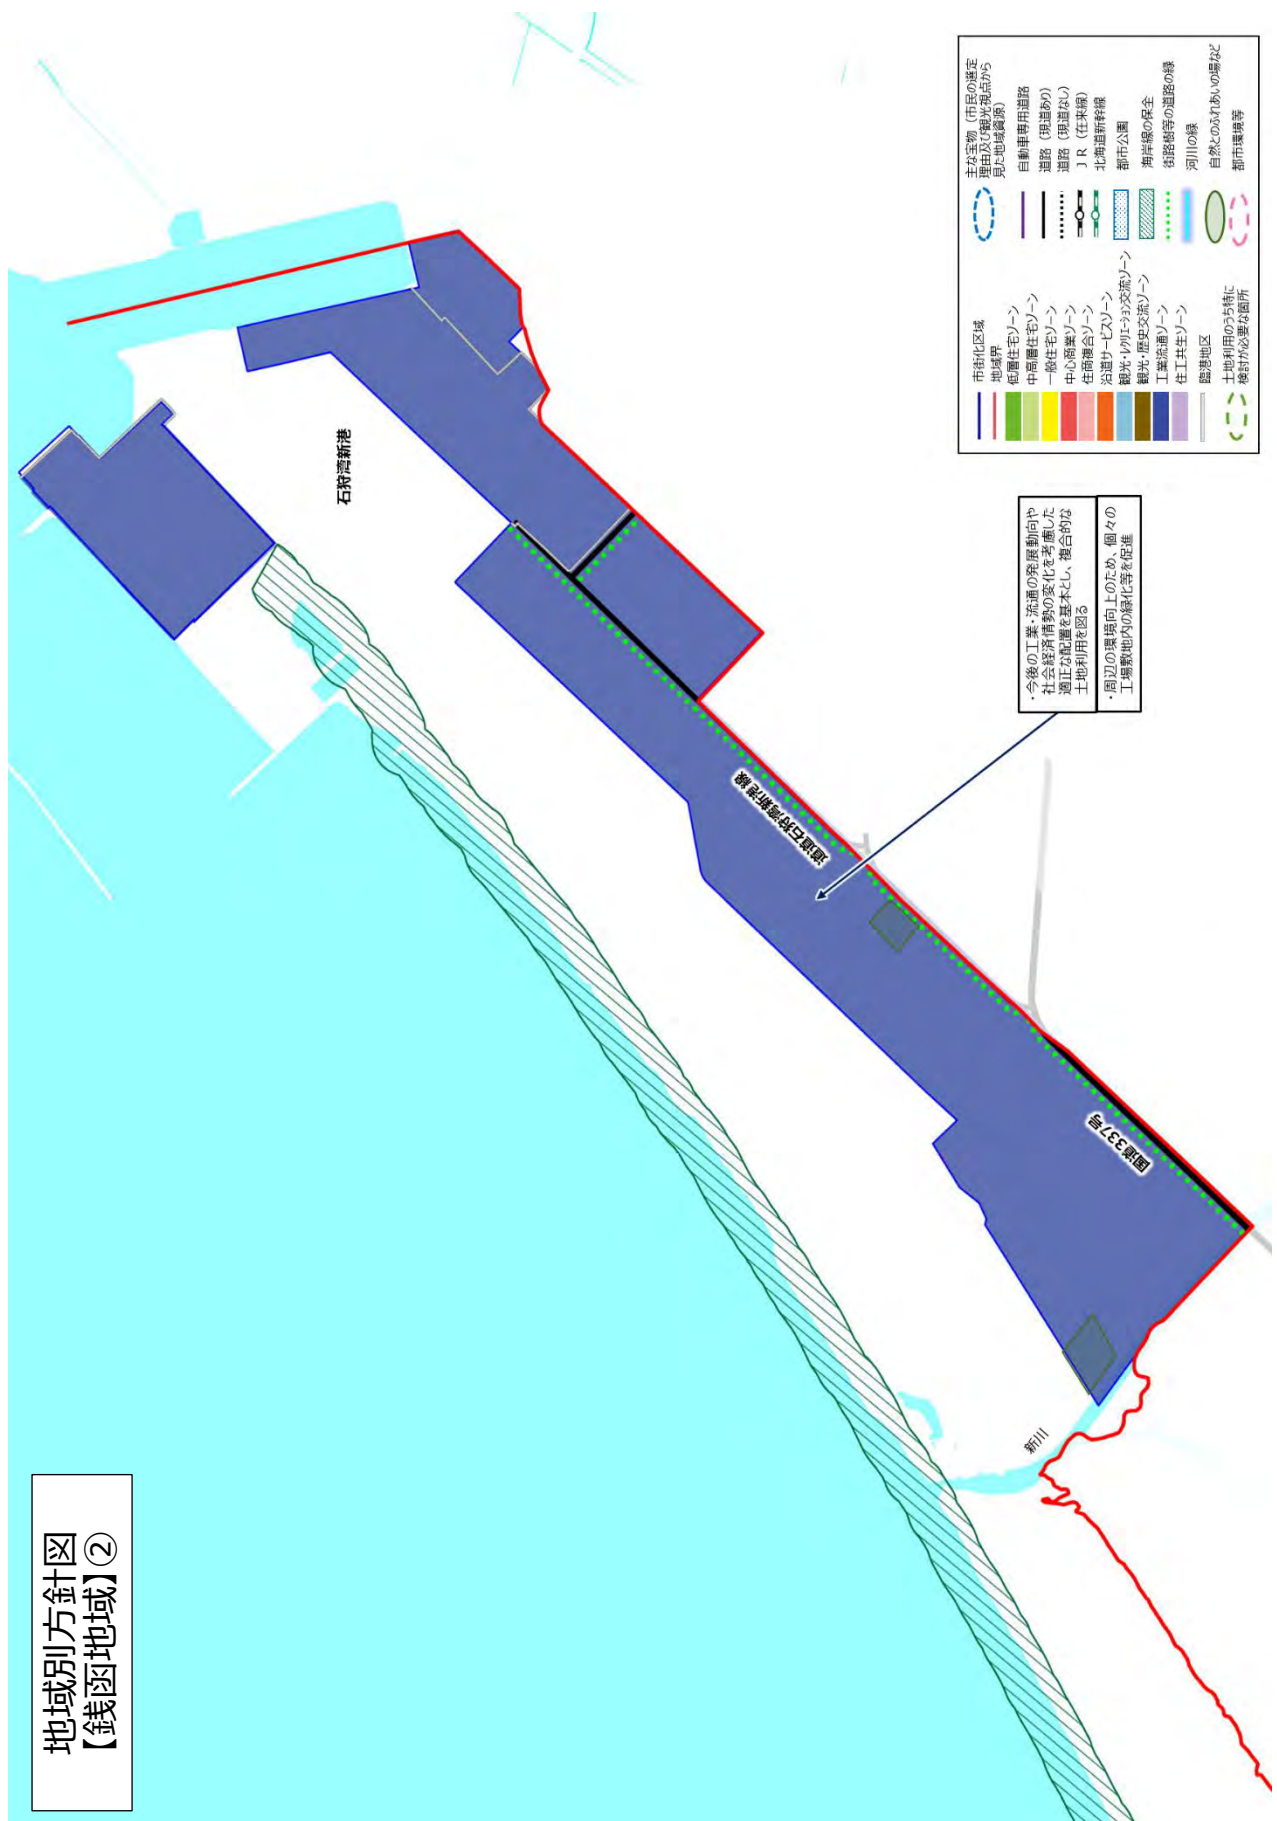 地域別方針図
【銭函地域】②
石狩湾新港
道道石狩湾新港線
国道337号
新川
・今後の工業・流通の発展動向や
社会経済情勢の変化を考慮した
適正な配置を基本とし、複合的な
土地利用を図る
・周辺の環境向上のため、個々の
工場敷地内の緑化等を促進
市街化区域
地域界
低層住宅ゾーン
中高層住宅ゾーン
一般住宅ゾーン
中心商業ゾーン
住商複合ゾーン
沿道サービスゾーン
観光・レクリエーション交流ゾーン
観光・歴史交流ゾーン
工業流通ゾーン
住工共生ゾーン
臨港地区
土地利用のうち特に
検討が必要な箇所
主な宝物（市民の選定
理由及び観光視点から
見た地域資源）
自動車専用道路
道路（現道あり）
道路（現道なし）
JR（在来線）
北海道新幹線
都市公園
海岸線の保全
街路樹等の道路の緑
河川の緑
自然とのふれあいの場など
都市環境等